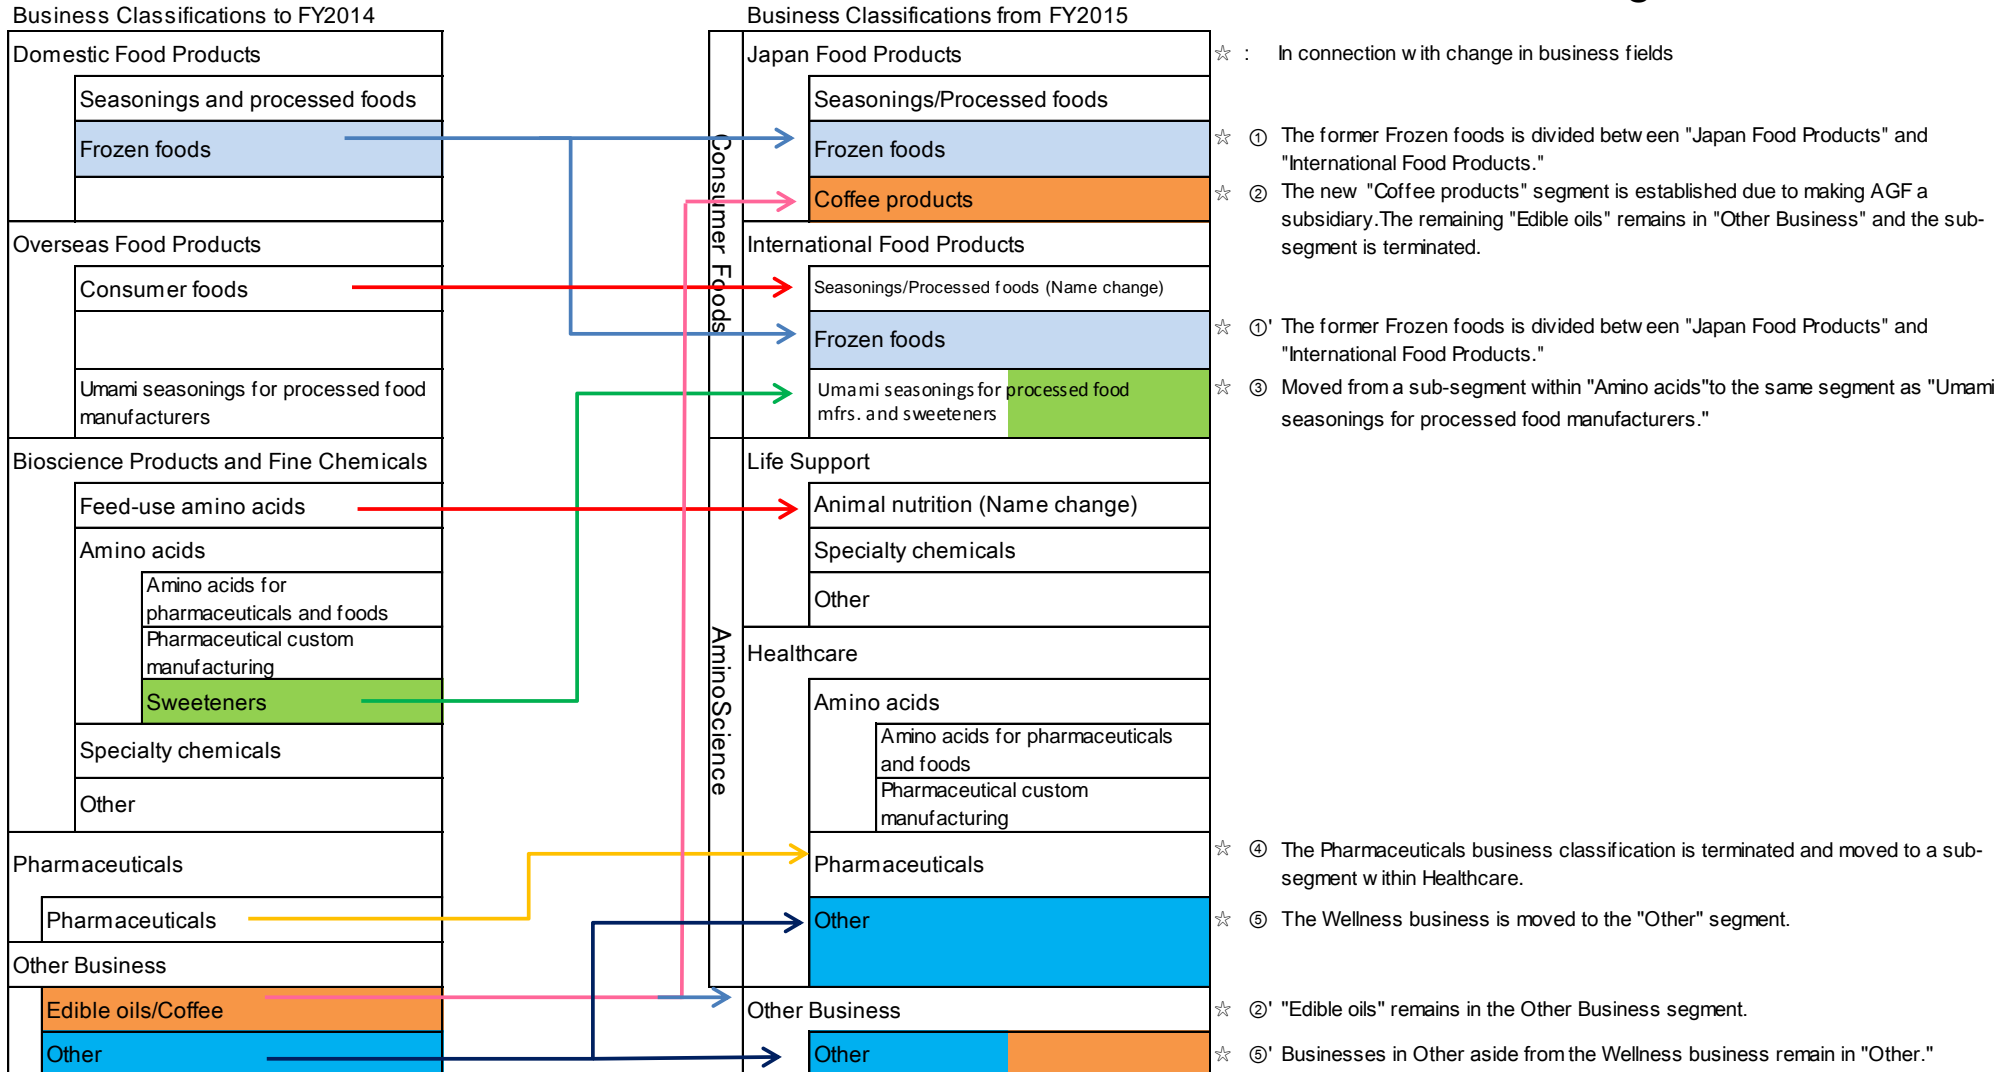 Business Classifications to FY2014
Domestic Food Products
Seasonings and processed foods
Frozen foods
Overseas Food Products
Consumer foods
Umami seasonings for processed food
manufacturers
Bioscience Products and Fine Chemicals
Feed-use amino acids
Amino acids
Amino acids for
pharmaceuticals and foods
Pharmaceutical custom
manufacturing
Sweeteners
Specialty chemicals
Other
Pharmaceuticals
Pharmaceuticals
Other Business
Edible oils/Coffee
Other
Business Classifications from FY2015
Consumer Foods
Japan Food Products
Seasonings/Processed foods
Frozen foods
Coffee products
International Food Products
Seasonings/Processed foods (Name change)
Frozen foods
Umami seasonings for processed food
mfrs. and sweeteners
AminoScience
Life Support
Animal nutrition (Name change)
Specialty chemicals
Other
Healthcare
Amino acids
Amino acids for pharmaceuticals
and foods
Pharmaceutical custom
manufacturing
Pharmaceuticals
Other
Other Business
Other
☆ : In connection with change in business fields
☆ ① The former Frozen foods is divided between "Japan Food Products" and
"International Food Products."
☆ ② The new "Coffee products" segment is established due to making AGF a
subsidiary.The remaining "Edible oils" remains in "Other Business" and the sub-
segment is terminated.
☆ ①' The former Frozen foods is divided between "Japan Food Products" and
"International Food Products."
☆ ③ Moved from a sub-segment within "Amino acids"to the same segment as "Umami
seasonings for processed food manufacturers."
☆ ④ The Pharmaceuticals business classification is terminated and moved to a sub-
segment within Healthcare.
☆ ⑤ The Wellness business is moved to the "Other" segment.
☆ ②' "Edible oils" remains in the Other Business segment.
☆ ⑤' Businesses in Other aside from the Wellness business remain in "Other."